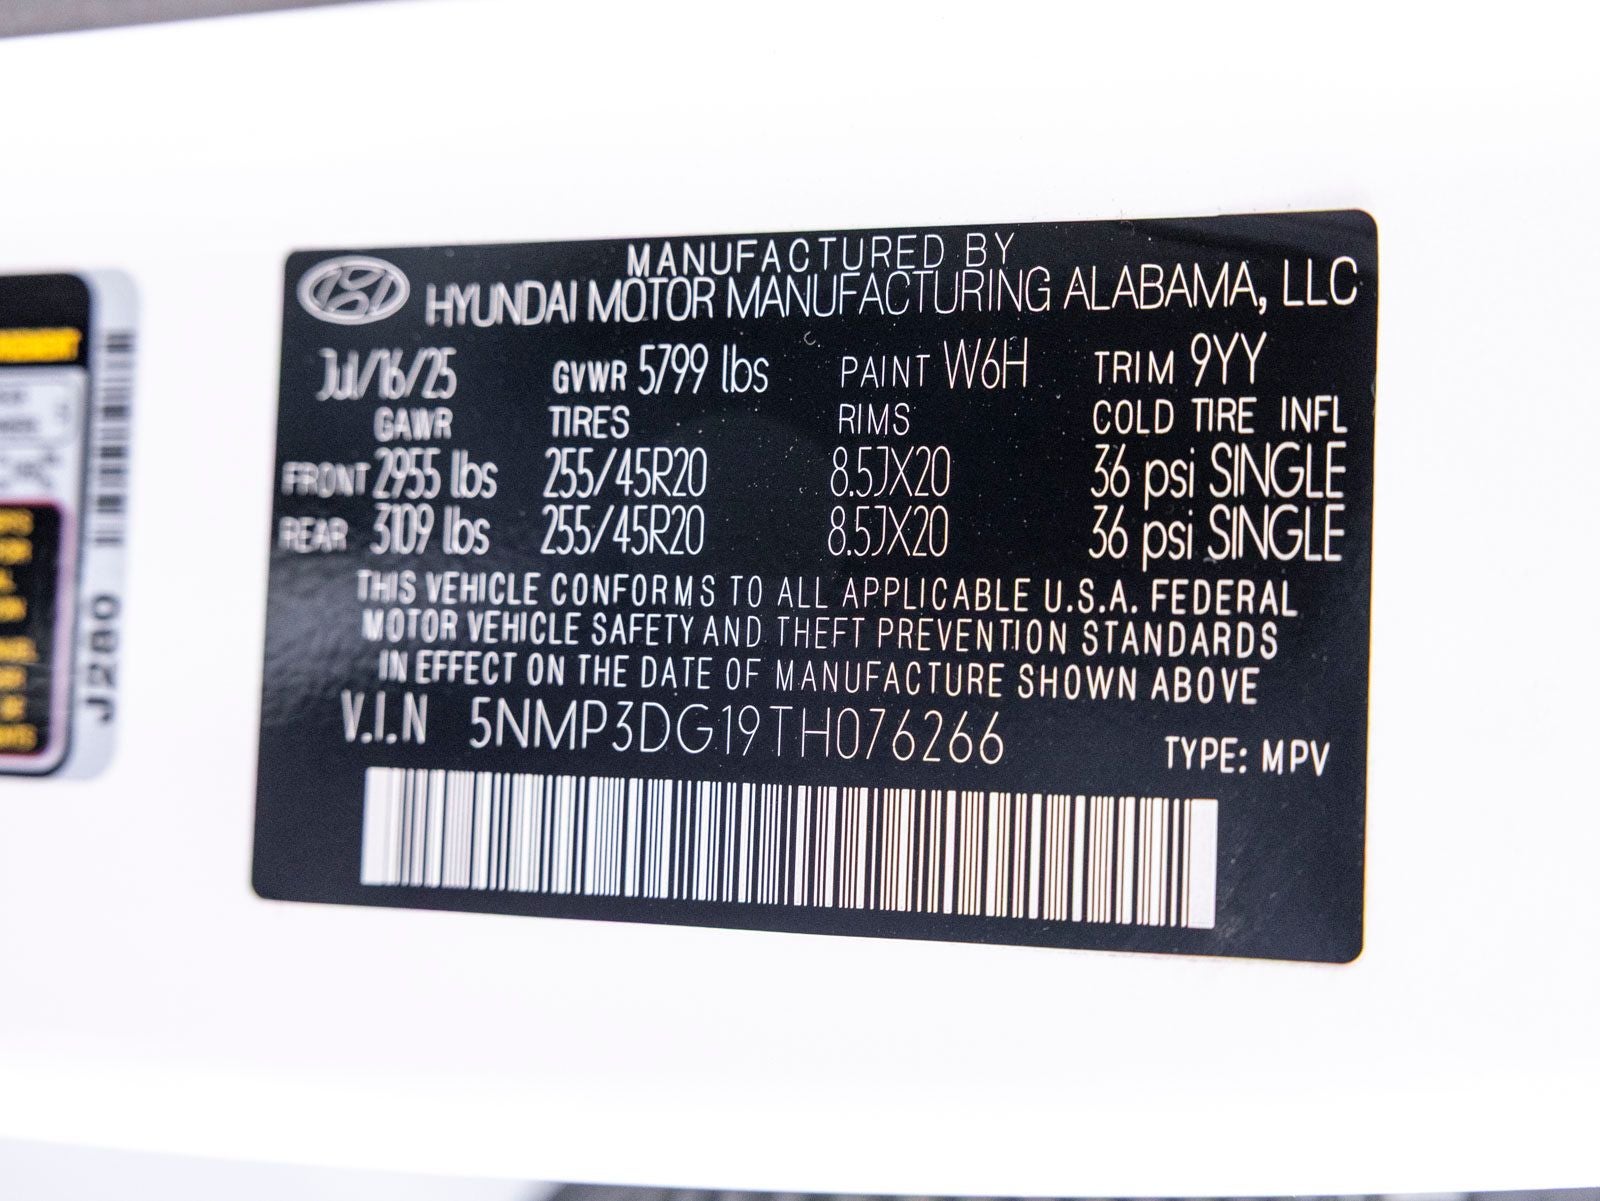 MANUFACTURED BY
HYUNDAI MOTOR MANUFACTURING ALABAMA, LLC
Jul/16/25 GVWR 5799 lbs PAINT W6H TRIM 9YY
GAWR TIRES RIMS COLD TIRE INFL
FRONT 2955 lbs 255/45R20 8.5JX20 36 psi SINGLE
REAR 3109 lbs 255/45R20 8.5JX20 36 psi SINGLE
THIS VEHICLE CONFORMS TO ALL APPLICABLE U.S.A. FEDERAL
MOTOR VEHICLE SAFETY AND THEFT PREVENTION STANDARDS
IN EFFECT ON THE DATE OF MANUFACTURE SHOWN ABOVE
V.I.N 5NMP3DG19TH076266 TYPE: MPV
J280